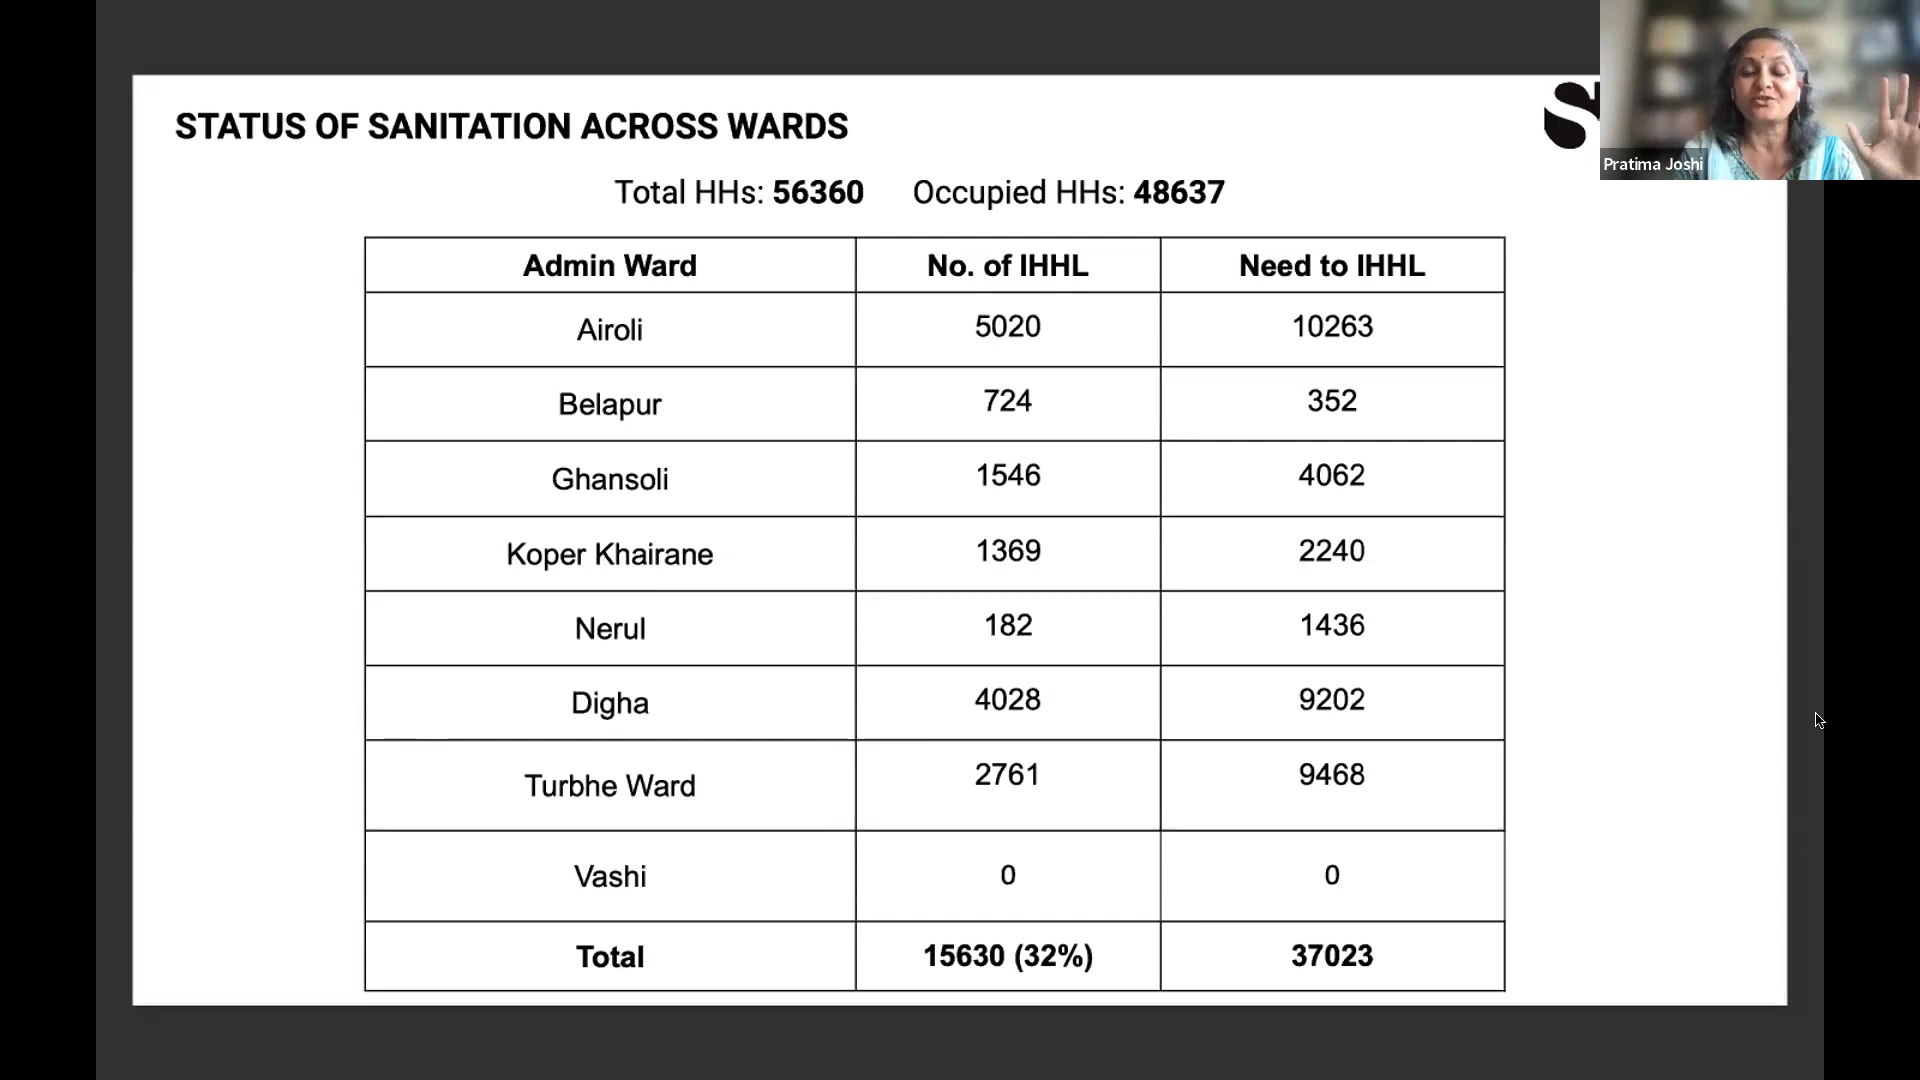 STATUS OF SANITATION ACROSS WARDS
Pratima Joshi
Total HHs: 56360 Occupied HHs: 48637
Admin Ward No. of IHHL Need to IHHL
Airoli 5020 10263
Belapur 724 352
Ghansoli 1546 4062
Koper Khairane 1369 2240
Nerul 182 1436
Digha 4028 9202
Turbhe Ward 2761 9468
Vashi 0 0
Total 15630 (32%) 37023